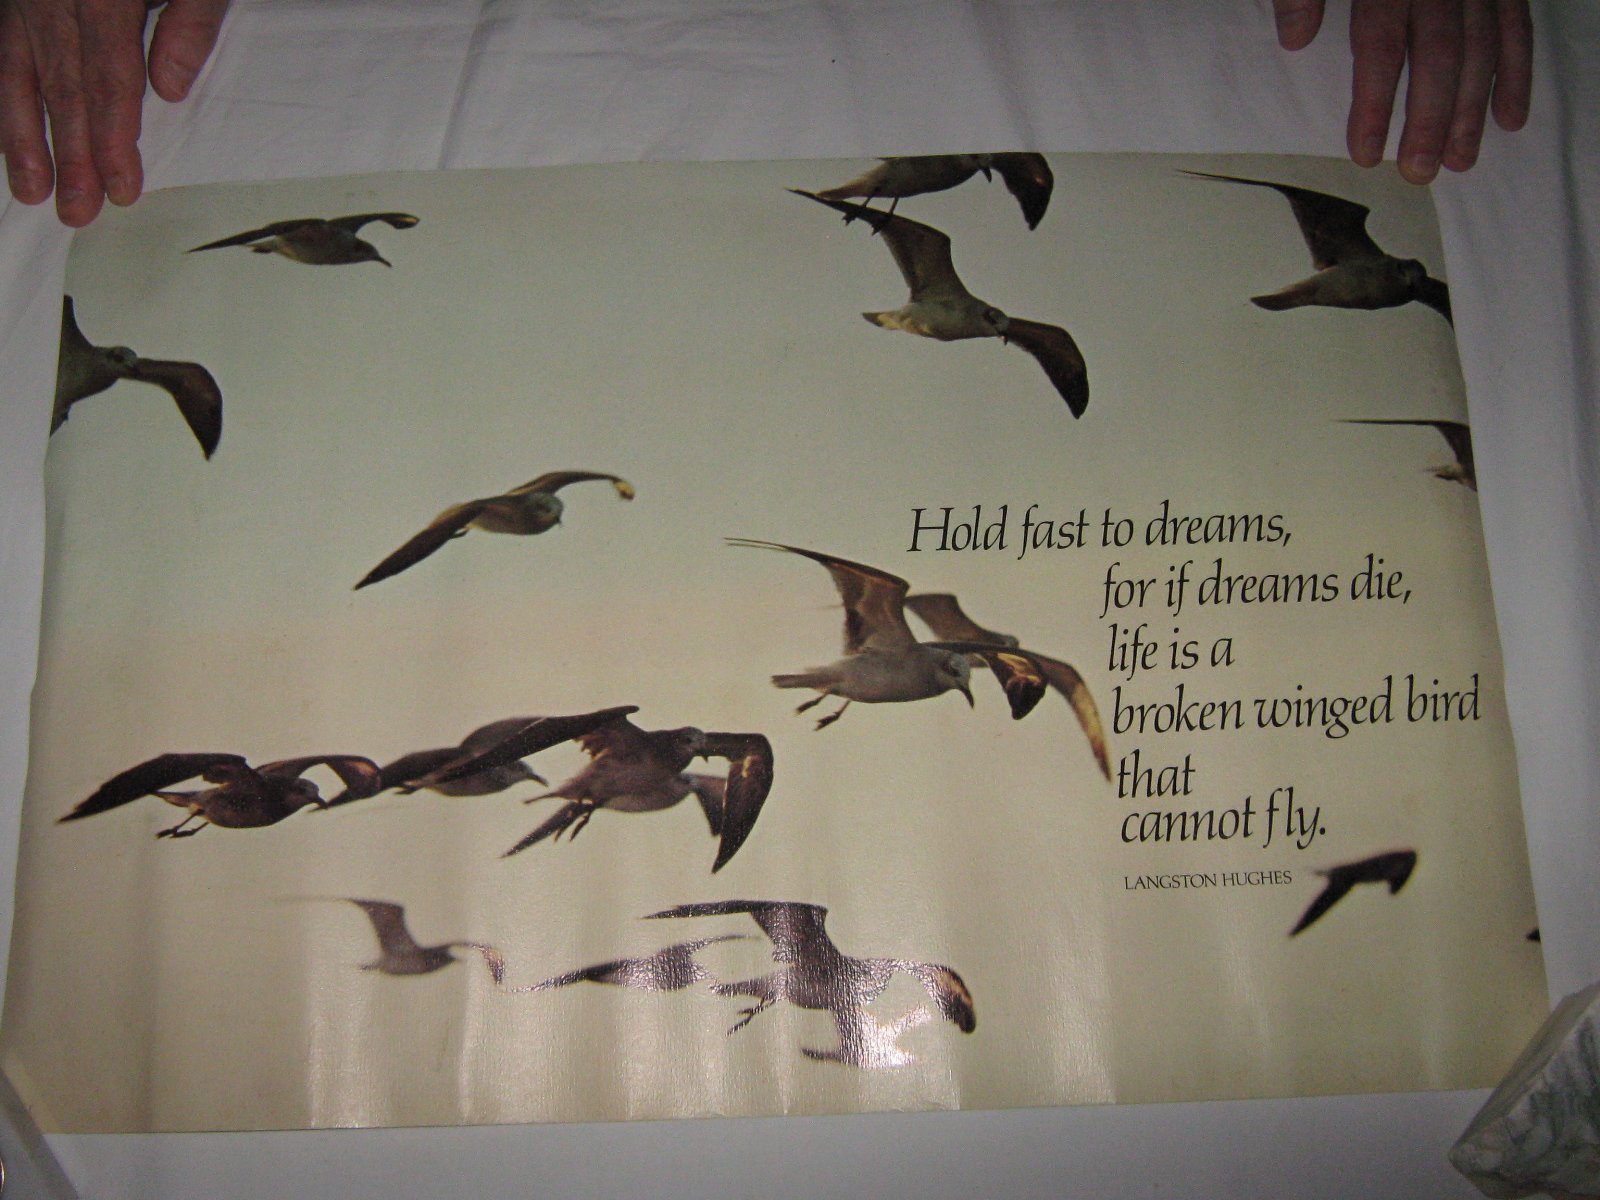 Hold fast to dreams,
for if dreams die,
life is a
broken winged bird
that
cannot fly.
LANGSTON HUGHES